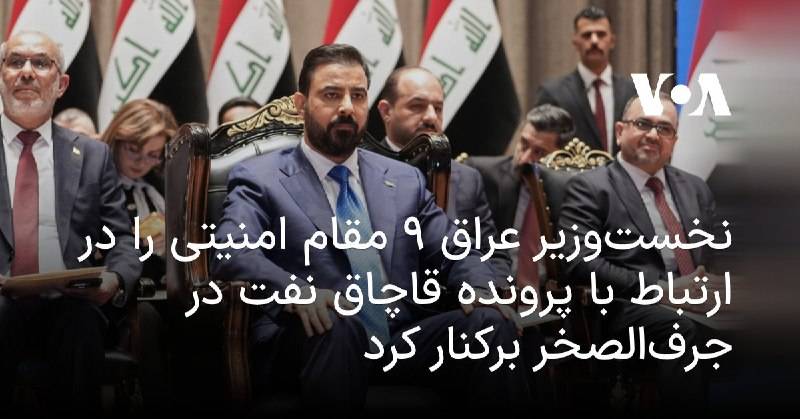 VOA
نخست‌وزیر عراق ۹ مقام امنیتی را در
ارتباط با پرونده قاچاق نفت در
جرف‌الصخر برکنار کرد